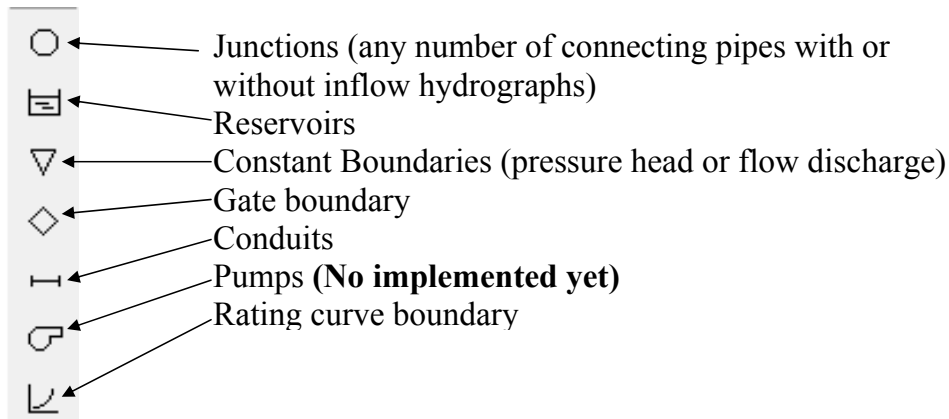 Junctions (any number of connecting pipes with or
without inflow hydrographs)
Reservoirs
Constant Boundaries (pressure head or flow discharge)
Gate boundary
Conduits
Pumps (No implemented yet)
Rating curve boundary